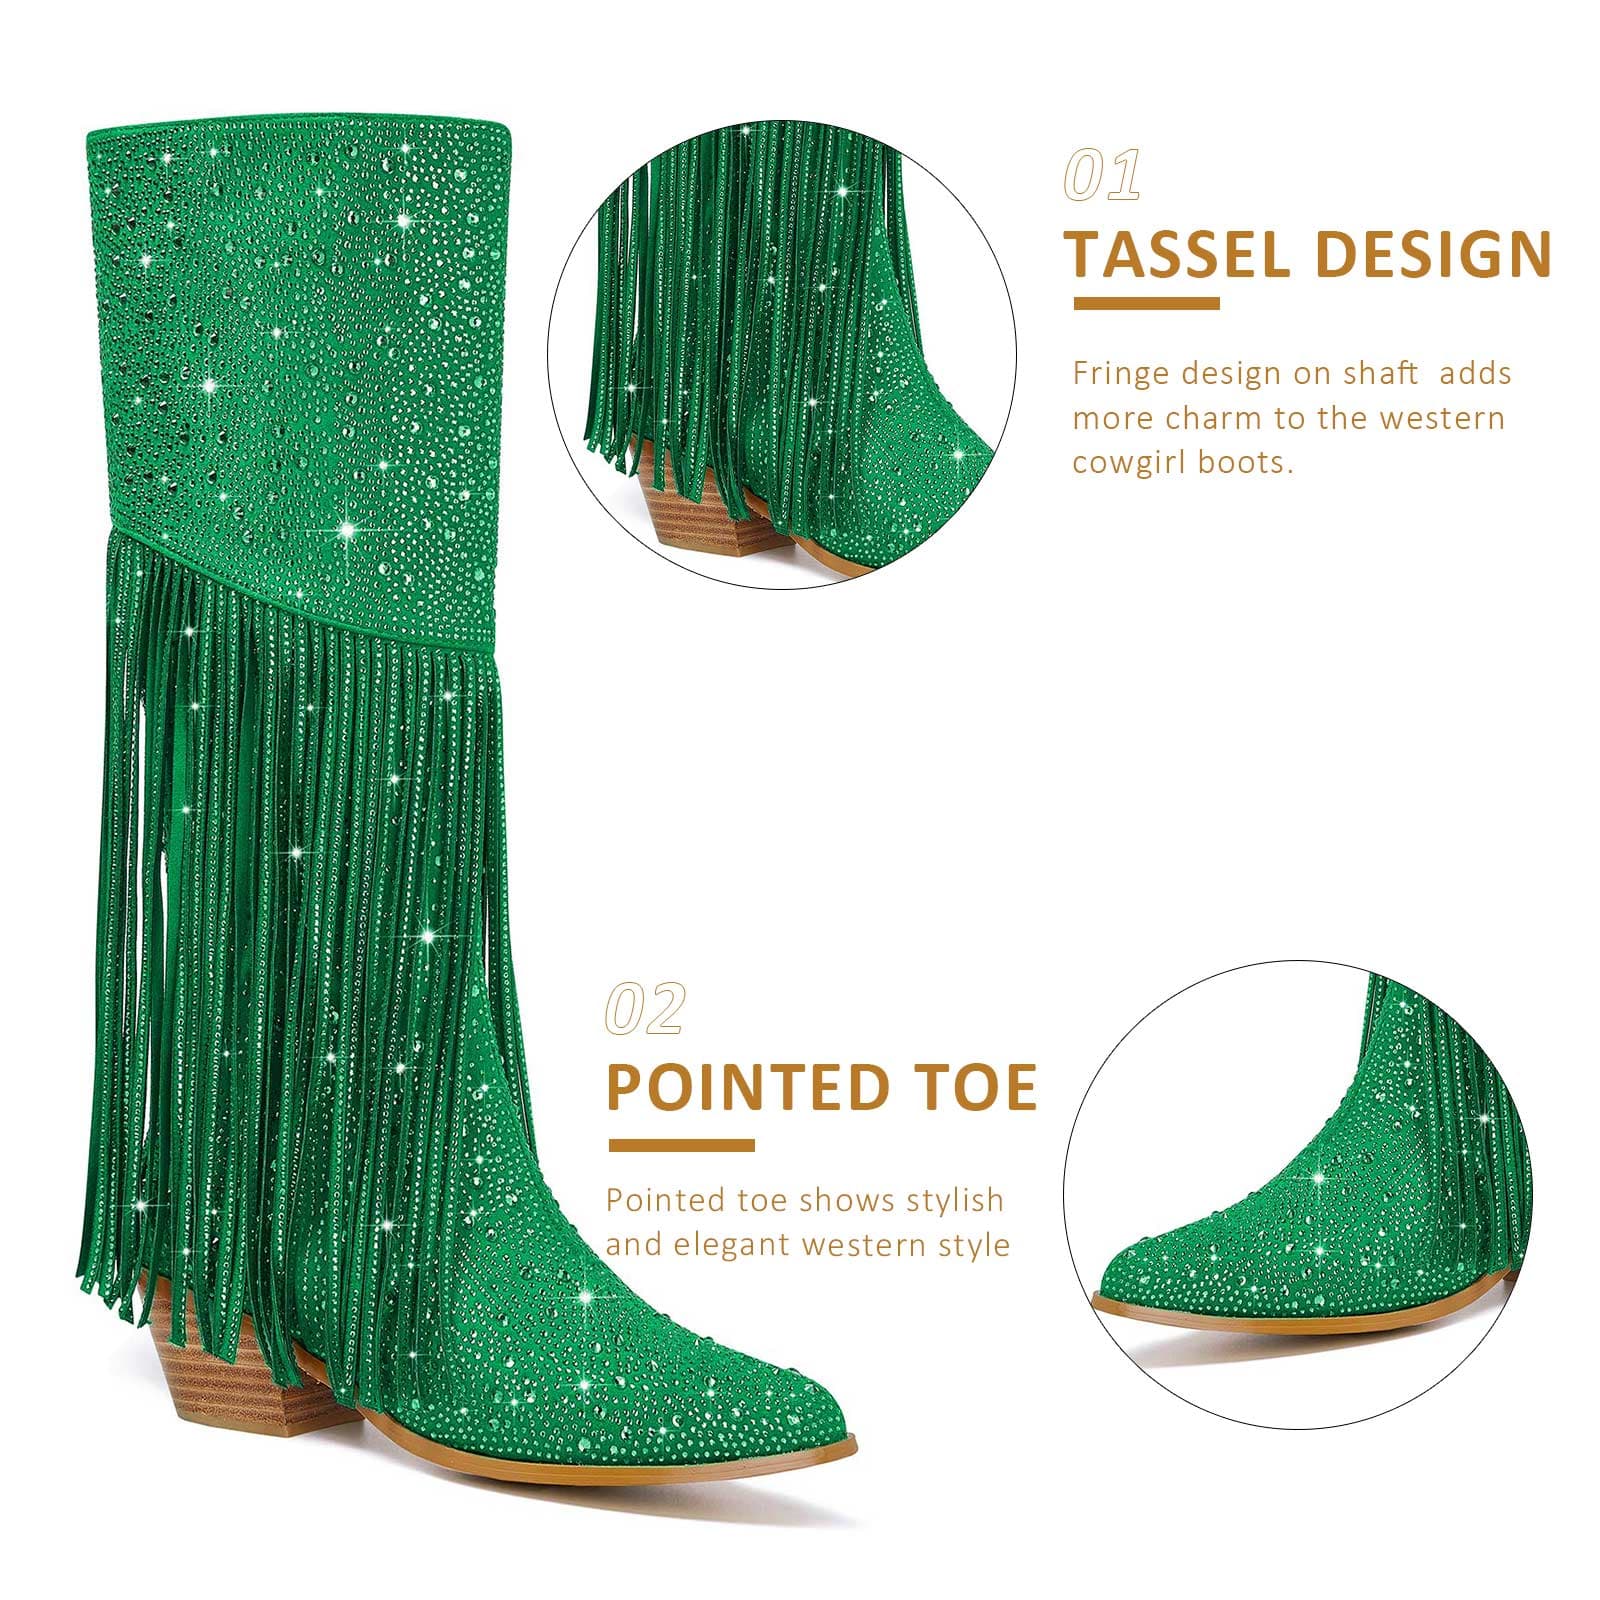 01
TASSEL DESIGN
Fringe design on shaft adds
more charm to the western
cowgirl boots.
02
POINTED TOE
Pointed toe shows stylish
and elegant western style